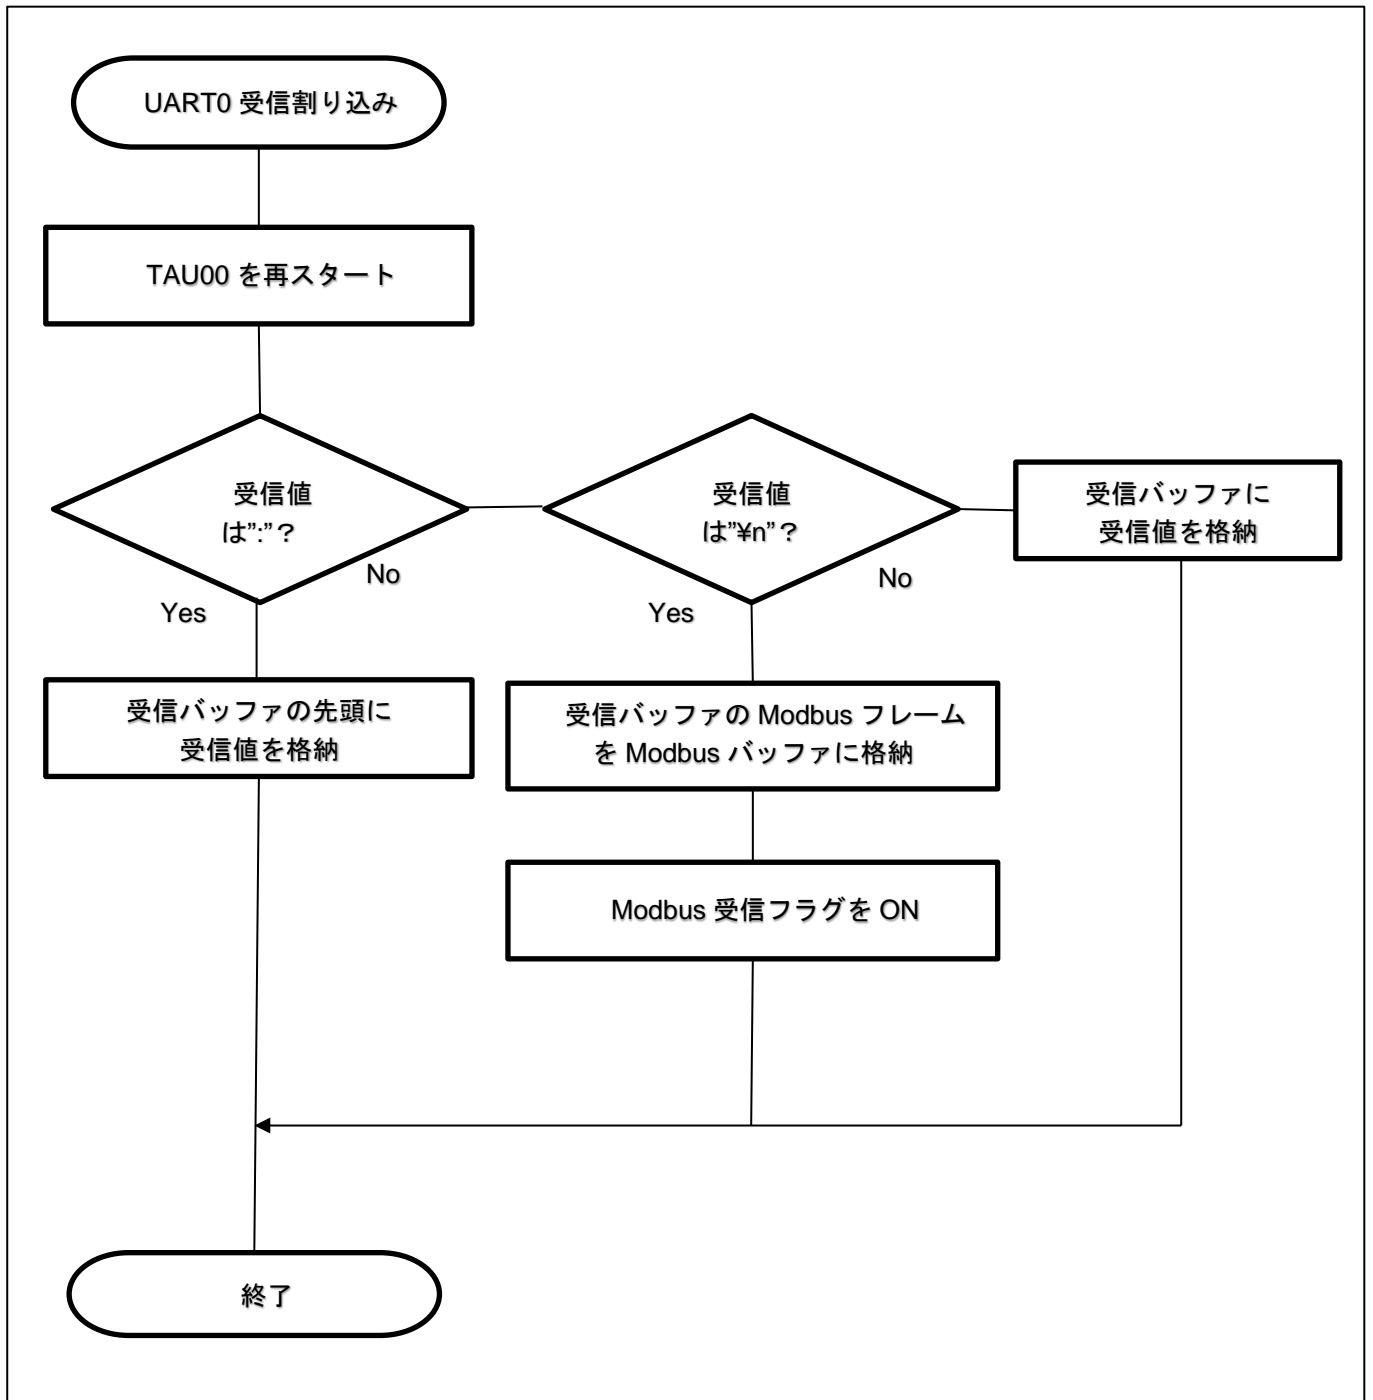 UART0 受信割り込み
TAU00 を再スタート
受信値
は”:”？
No
Yes
受信値
は”¥n”？
No
Yes
受信バッファに
受信値を格納
受信バッファの先頭に
受信値を格納
受信バッファの Modbus フレーム
を Modbus バッファに格納
Modbus 受信フラグを ON
終了